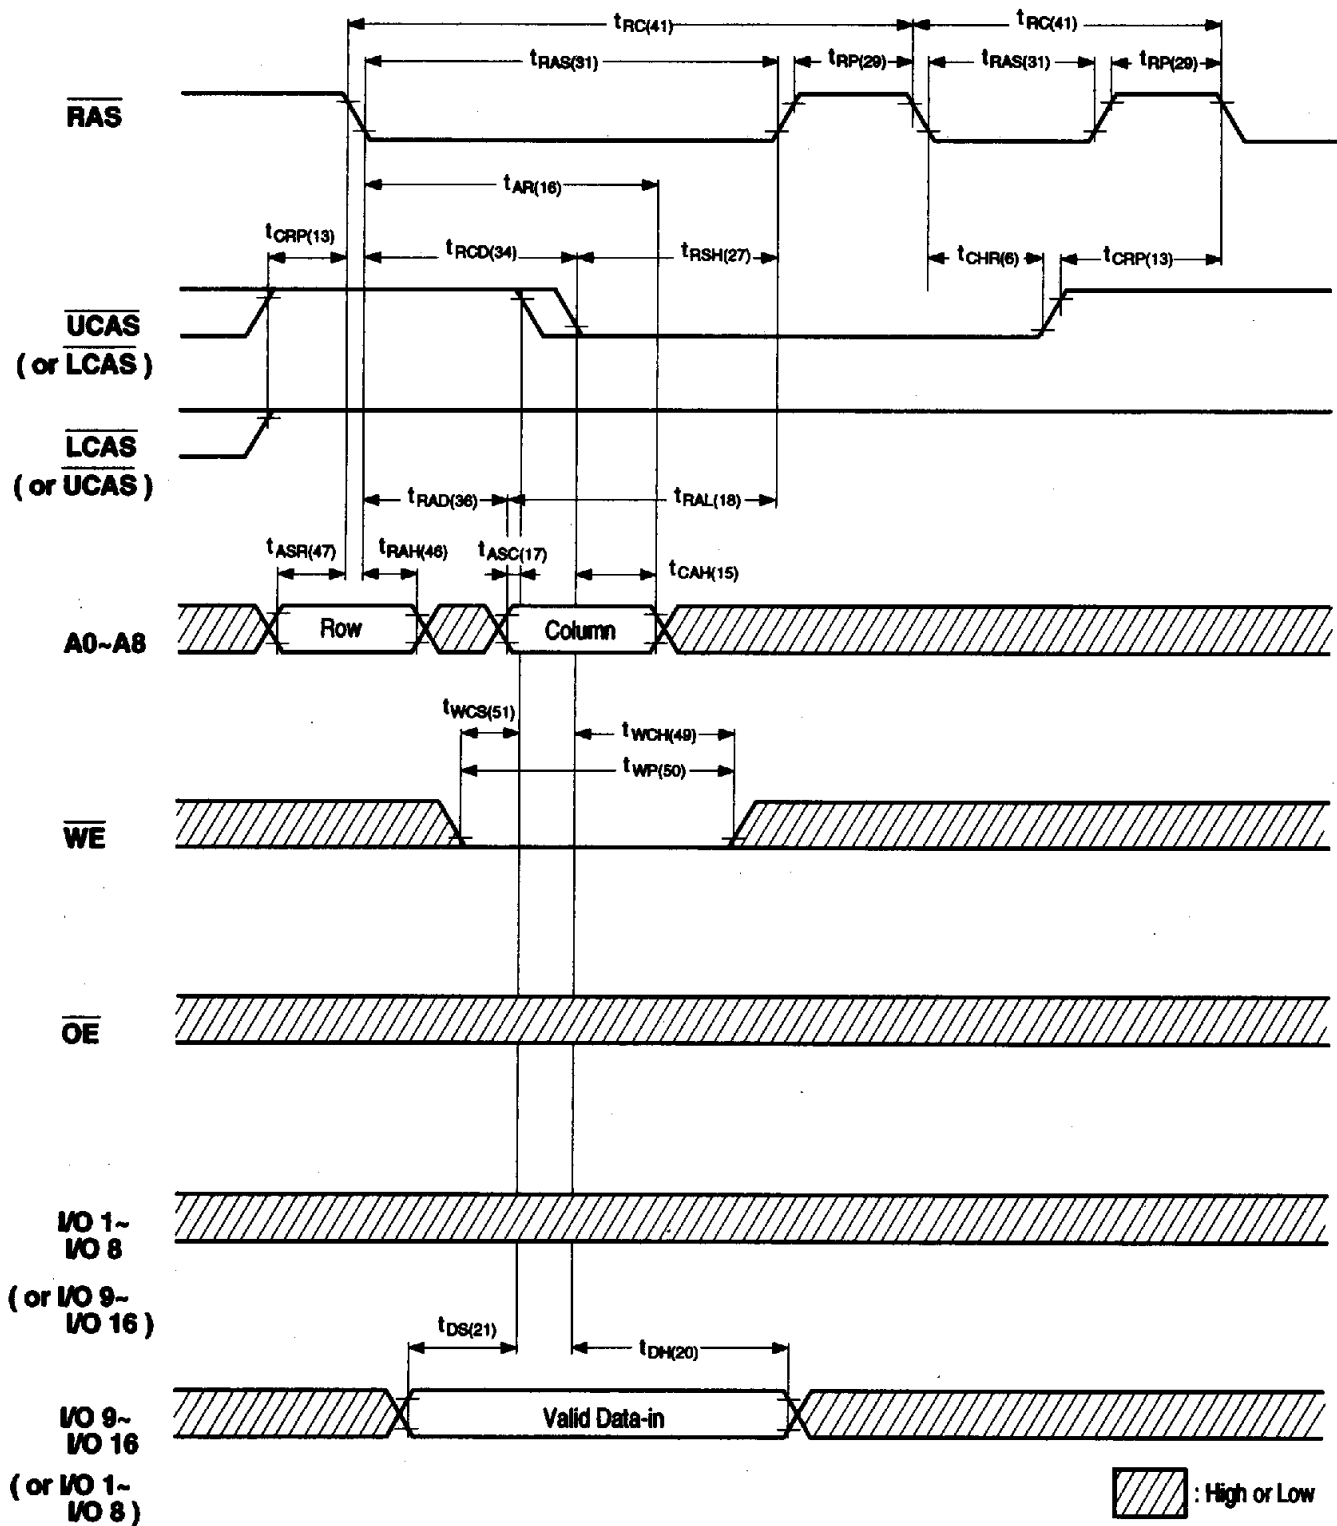 tRC(41) tRC(41)
tRAS(31) tRP(29) tRAS(31) tRP(29)
RAS
tAR(16)
tCRP(13) tRCD(34) tRSH(27) tCHR(6) tCRP(13)
UCAS
( or LCAS )
LCAS
( or UCAS )
tRAD(36) tRAL(18)
tASR(47) tRAH(46) tASC(17) tCAH(15)
A0~A8 Row Column
tWCS(51) tWCH(49)
tWP(50)
WE
OE
I/O 1~
I/O 8
( or I/O 9~
I/O 16 )
tDS(21) tDH(20)
I/O 9~ Valid Data-in
I/O 16
( or I/O 1~
I/O 8 )
: High or Low